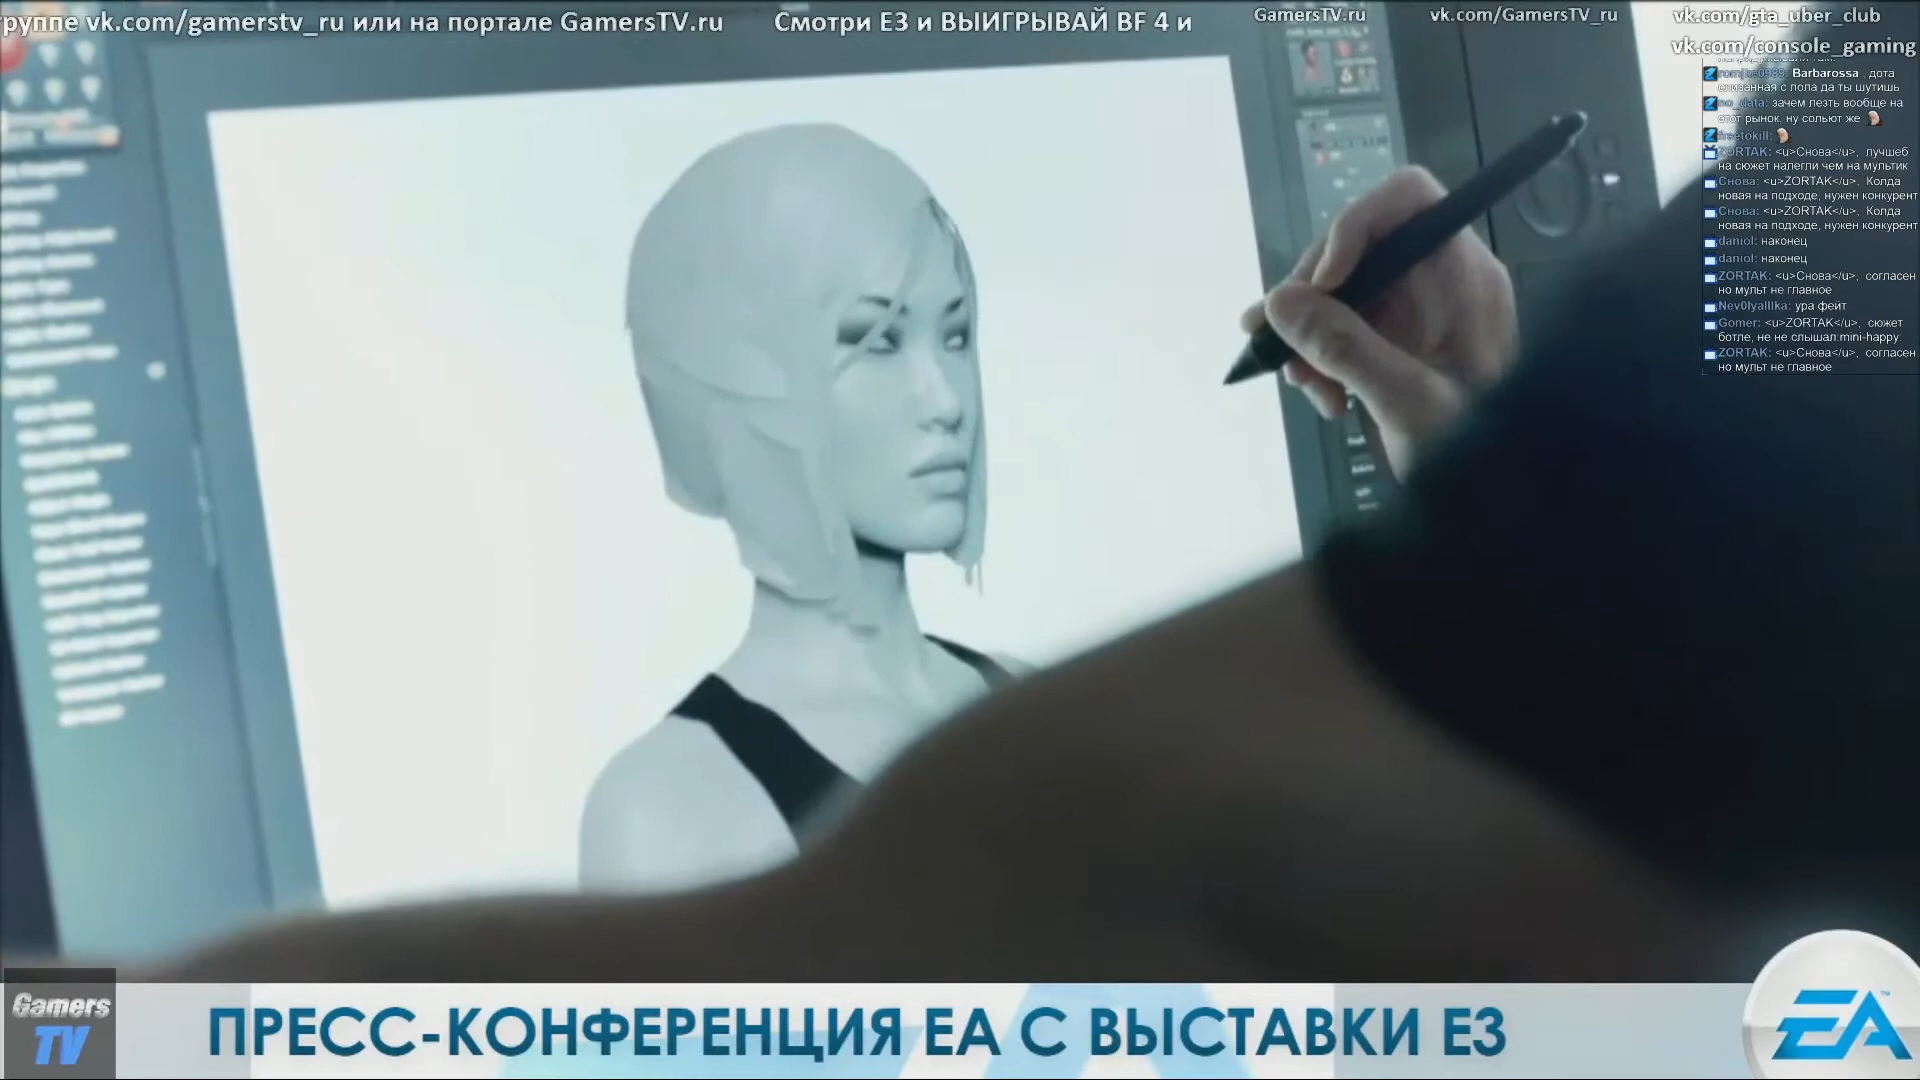 руппе vk.com/gamerstv_ru или на портале GamersTV.ru Смотри E3 и ВЫИГРЫВАЙ BF 4 и
GamersTV.ru
vk.com/GamersTV_ru
vk.com/gta_uber_club
vk.com/console_gaming
Barbarossa , дота
слизанная с лола да ты шутишь
no_data: зачем лезть вообще на
этот рынок, ну сольют же
freetokill:
ZORTAK: <u>Снова</u>, лучшеб
на сюжет налегли чем на мультик
Снова: <u>ZORTAK</u>, Колда
новая на подходе, нужен конкурент
Снова: <u>ZORTAK</u>, Колда
новая на подходе, нужен конкурент
daniol: наконец
daniol: наконец
ZORTAK: <u>Снова</u>, согласен
но мульт не главное
Nev0lyalllka: ура фейт
Gomer: <u>ZORTAK</u>, сюжет
ботле, не не слышал:mini-happy:
ZORTAK: <u>Снова</u>, согласен
но мульт не главное
Gamers
TV
ПРЕСС-КОНФЕРЕНЦИЯ EA С ВЫСТАВКИ E3
EA